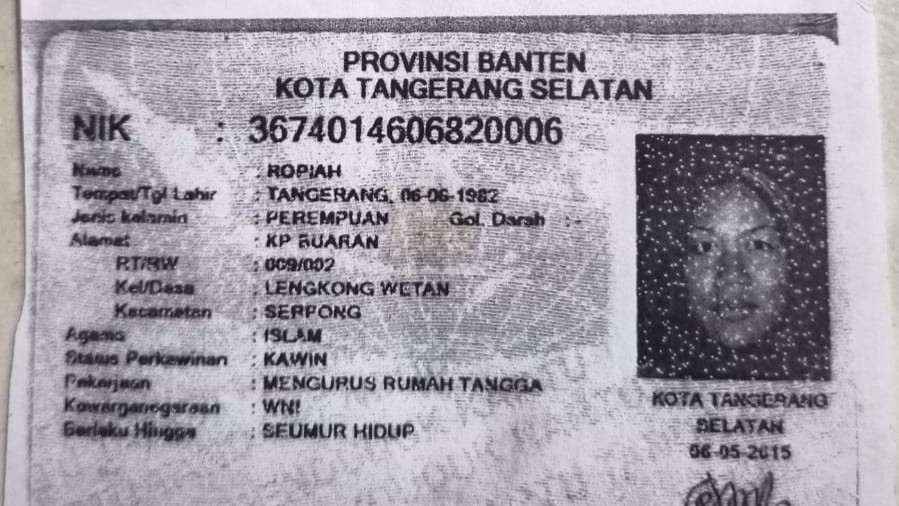 PROVINSI BANTEN
KOTA TANGERANG SELATAN
NIK : 3674014606820006
Nama : ROPIAH
Tempat/Tgl Lahir : TANGERANG, 06-06-1982
Jenis kelamin : PEREMPUAN Gol. Darah : -
Alamat : KP BUARAN
RT/RW : 009/002
Kel/Desa : LENGKONG WETAN
Kecamatan : SERPONG
Agama : ISLAM
Status Perkawinan : KAWIN
Pekerjaan : MENGURUS RUMAH TANGGA
Kewarganegaraan : WNI
Berlaku Hingga : SEUMUR HIDUP
KOTA TANGERANG
SELATAN
06-05-2015